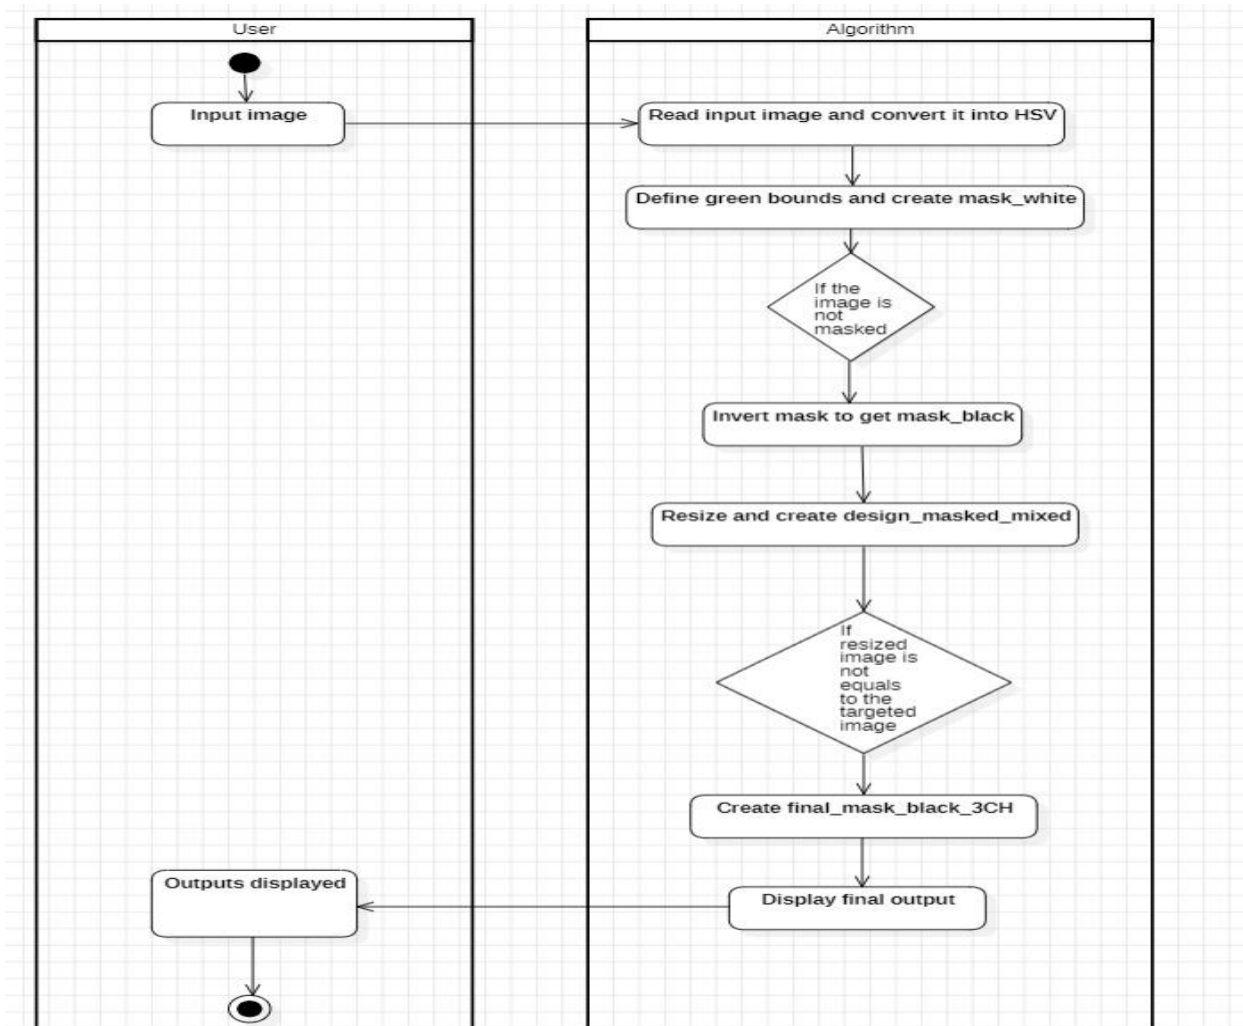 User
Algorithm
Input image
Read input image and convert it into HSV
Define green bounds and create mask_white
If the
image is
not
masked
Invert mask to get mask_black
Resize and create design_masked_mixed
If
resized
image is
not
equals
to the
targeted
image
Create final_mask_black_3CH
Outputs displayed
Display final output